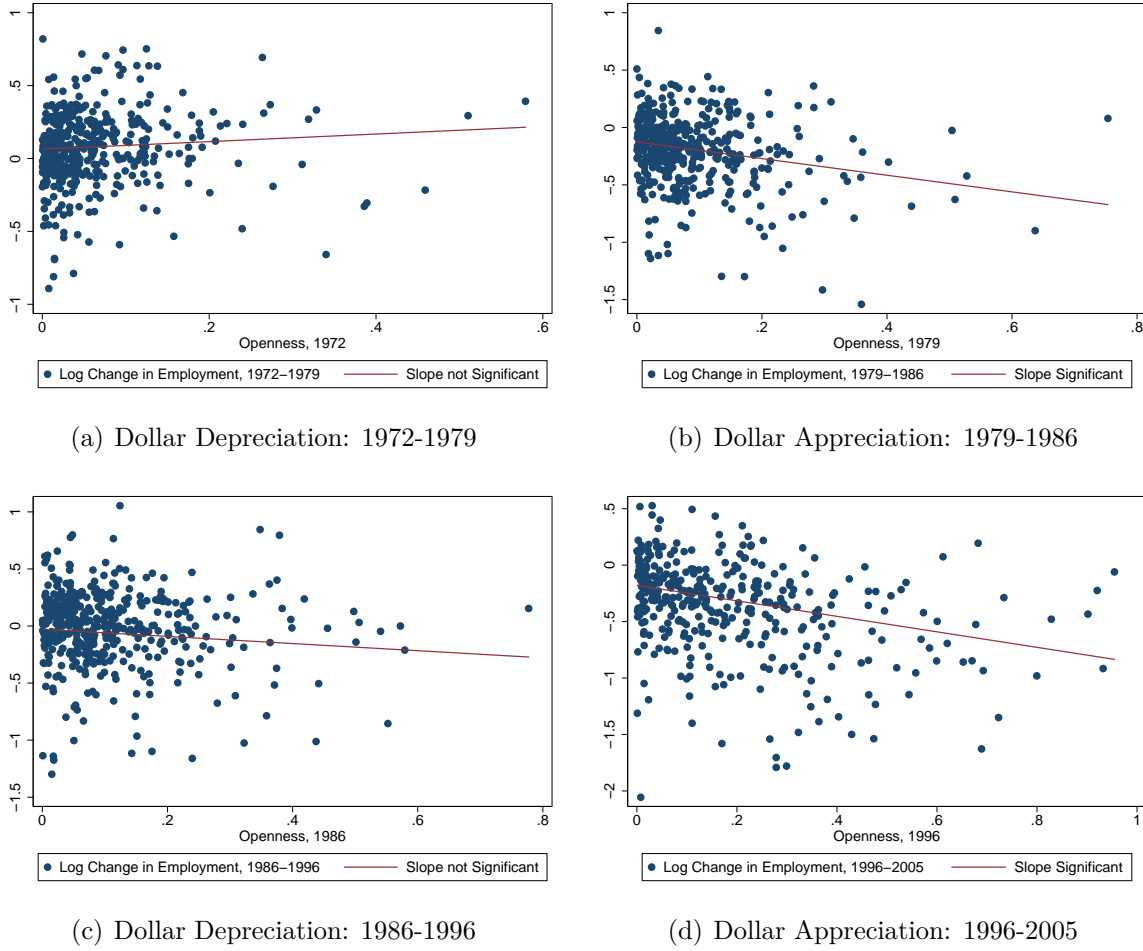 1
.5
0
−.5
−1
0 .2 .4 .6
Openness, 1972
Log Change in Employment, 1972−1979 Slope not Significant
(a) Dollar Depreciation: 1972-1979
1
.5
0
−.5
−1
−1.5
0 .2 .4 .6 .8
Openness, 1979
Log Change in Employment, 1979−1986 Slope Significant
(b) Dollar Appreciation: 1979-1986
1
.5
0
−.5
−1
−1.5
0 .2 .4 .6 .8
Openness, 1986
Log Change in Employment, 1986−1996 Slope not Significant
(c) Dollar Depreciation: 1986-1996
.5
0
−.5
−1
−1.5
−2
0 .2 .4 .6 .8 1
Openness, 1996
Log Change in Employment, 1996−2005 Slope Significant
(d) Dollar Appreciation: 1996-2005